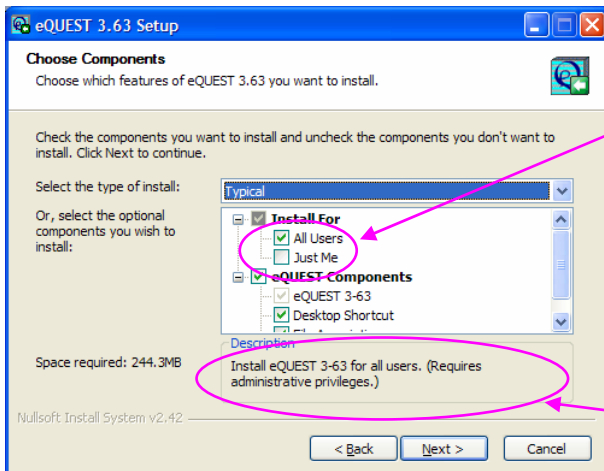 eQUEST 3.63 Setup
Choose Components
Choose which features of eQUEST 3.63 you want to install.
Check the components you want to install and uncheck the components you don't want to
install. Click Next to continue.
Select the type of install:
Typical
Or, select the optional
components you wish to
install:
Install For
All Users
Just Me
eQUEST Components
eQUEST 3-63
Desktop Shortcut
Description
Space required: 244.3MB
Install eQUEST 3-63 for all users. (Requires
administrative privileges.)
Nullsoft Install System v2.42
< Back
Next >
Cancel